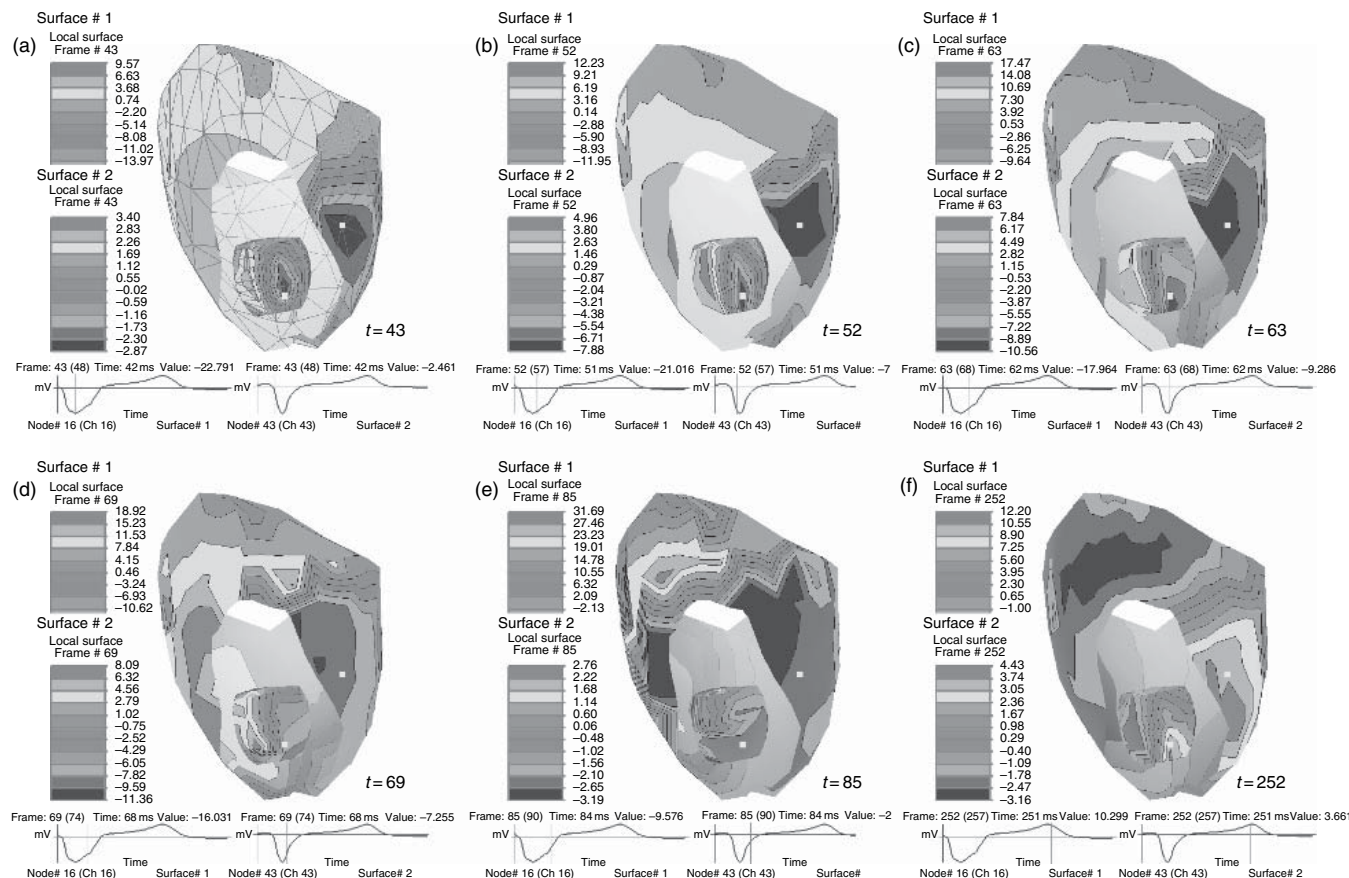 Surface # 1
(a)
Local surface
Frame # 43
9.57
6.63
3.68
0.74
−2.20
−5.14
−8.08
−11.02
−13.97
Surface # 2
Local surface
Frame # 43
3.40
2.83
2.26
1.69
1.12
0.55
−0.02
−0.59
−1.16
−1.73
−2.30
−2.87
t=43
Frame: 43 (48) Time: 42 ms Value: −22.791
Frame: 43 (48) Time: 42 ms Value: −2.461
mV
mV
Time
Time
Node# 16 (Ch 16)
Surface# 1
Node# 43 (Ch 43)
Surface# 2
Surface # 1
(b)
Local surface
Frame # 52
12.23
9.21
6.19
3.16
0.14
−2.88
−5.90
−8.93
−11.95
Surface # 2
Local surface
Frame # 52
4.96
3.80
2.63
1.46
0.29
−0.87
−2.04
−3.21
−4.38
−5.54
−6.71
−7.88
t=52
Frame: 52 (57) Time: 51 ms Value: −21.016
Frame: 52 (57) Time: 51 ms Value: −7
mV
mV
Time
Time
Node# 16 (Ch 16)
Surface# 1
Node# 43 (Ch 43)
Surface#
Surface # 1
(c)
Local surface
Frame # 63
17.47
14.08
10.69
7.30
3.92
0.53
−2.86
−6.25
−9.64
Surface # 2
Local surface
Frame # 63
7.84
6.17
4.49
2.82
1.15
−0.53
−2.20
−3.87
−5.55
−7.22
−8.89
−10.56
t=63
Frame: 63 (68) Time: 62 ms Value: −17.964
Frame: 63 (68) Time: 62 ms Value: −9.286
mV
mV
Time
Time
Node# 16 (Ch 16)
Surface# 1
Node# 43 (Ch 43)
Surface# 2
Surface # 1
(d)
Local surface
Frame # 69
18.92
15.23
11.53
7.84
4.15
0.46
−3.24
−6.93
−10.62
Surface # 2
Local surface
Frame # 69
8.09
6.32
4.56
2.79
1.02
−0.75
−2.52
−4.29
−6.05
−7.82
−9.59
−11.36
t=69
Frame: 69 (74) Time: 68 ms Value: −16.031
Frame: 69 (74) Time: 68 ms Value: −7.255
mV
mV
Time
Time
Node# 16 (Ch 16)
Surface# 1
Node# 43 (Ch 43)
Surface# 2
Surface # 1
(e)
Local surface
Frame # 85
31.69
27.46
23.23
19.01
14.78
10.55
6.32
2.09
−2.13
Surface # 2
Local surface
Frame # 85
2.76
2.22
1.68
1.14
0.60
0.06
−0.48
−1.02
−1.56
−2.10
−2.65
−3.19
t=85
Frame: 85 (90) Time: 84 ms Value: −9.576
Frame: 85 (90) Time: 84 ms Value: −2
mV
mV
Time
Time
Node# 16 (Ch 16)
Surface# 1
Node# 43 (Ch 43)
Surface#
Surface # 1
(f)
Local surface
Frame # 252
12.20
10.55
8.90
7.25
5.60
3.95
2.30
0.65
−1.00
Surface # 2
Local surface
Frame # 252
4.43
3.74
3.05
2.36
1.67
0.98
0.29
−0.40
−1.09
−1.78
−2.47
−3.16
t=252
Frame: 252 (257) Time: 251 ms Value: 10.299
Frame: 252 (257) Time: 251 ms Value: 3.661
mV
mV
Time
Time
Node# 16 (Ch 16)
Surface# 1
Node# 43 (Ch 43)
Surface# 2